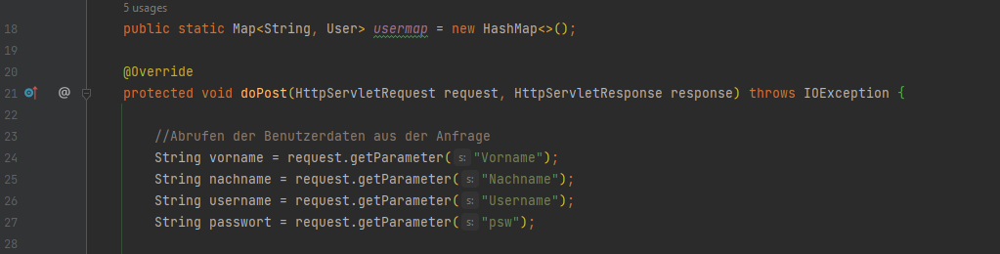 5 usages
18 public static Map<String, User> usermap = new HashMap<>();
19
20 @Override
21 @ protected void doPost(HttpServletRequest request, HttpServletResponse response) throws IOException {
22
23 //Abrufen der Benutzerdaten aus der Anfrage
24 String vorname = request.getParameter( s: "Vorname");
25 String nachname = request.getParameter( s: "Nachname");
26 String username = request.getParameter( s: "Username");
27 String passwort = request.getParameter( s: "psw");
28